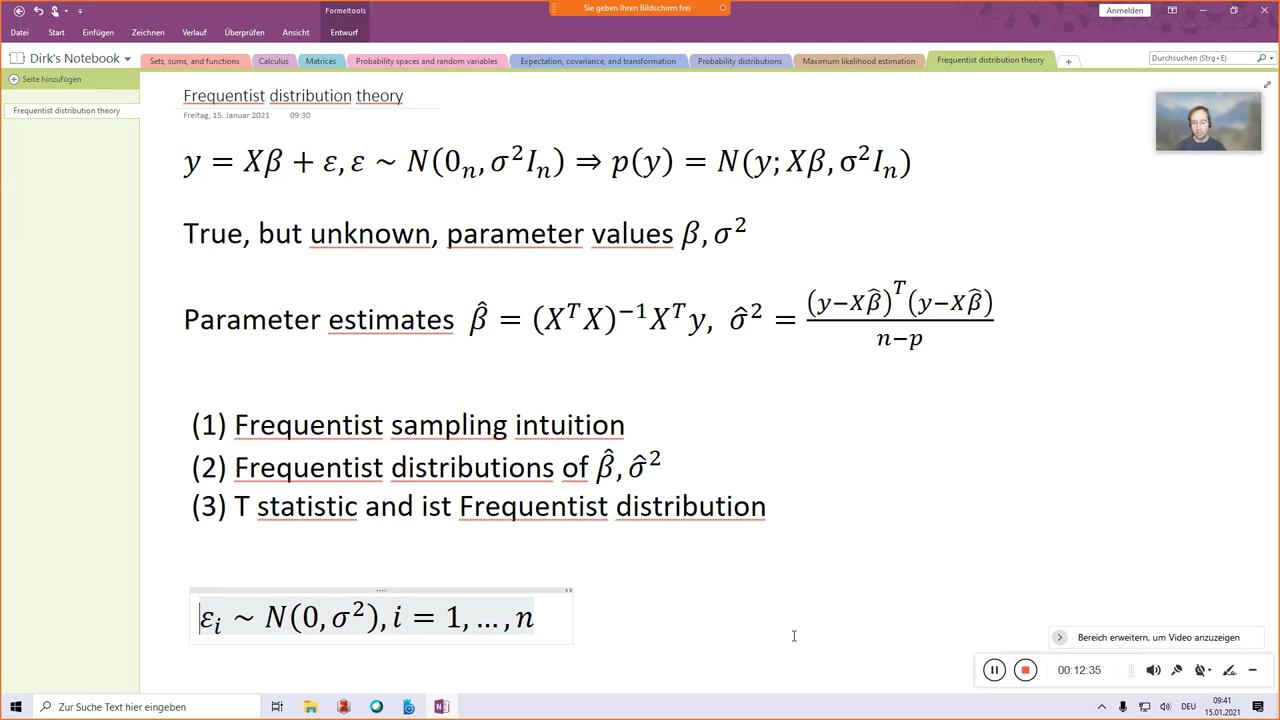 Formeltools
Sie geben Ihren Bildschirm frei
Anmelden
Datei Start Einfügen Zeichnen Verlauf Überprüfen Ansicht Entwurf
Dirk's Notebook
Sets, sums, and functions Calculus Matrices Probability spaces and random variables Expectation, covariance, and transformation Probability distributions Maximum likelihood estimation Frequentist distribution theory
Durchsuchen (Strg+E)
Seite hinzufügen
Frequentist distribution theory
Frequentist distribution theory
Freitag, 15. Januar 2021 09:30
y = Xβ + ε, ε ~ N(0ₙ, σ²Iₙ) ⇒ p(y) = N(y; Xβ, σ²Iₙ)
True, but unknown, parameter values β, σ²
Parameter estimates β̂ = (XᵀX)⁻¹Xᵀy, σ̂² = (y−Xβ̂)ᵀ(y−Xβ̂) / n−p
(1) Frequentist sampling intuition
(2) Frequentist distributions of β̂, σ̂²
(3) T statistic and ist Frequentist distribution
εᵢ ~ N(0, σ²), i = 1, … , n
Bereich erweitern, um Video anzuzeigen
00:12:35
Zur Suche Text hier eingeben
DEU
09:41
15.01.2021